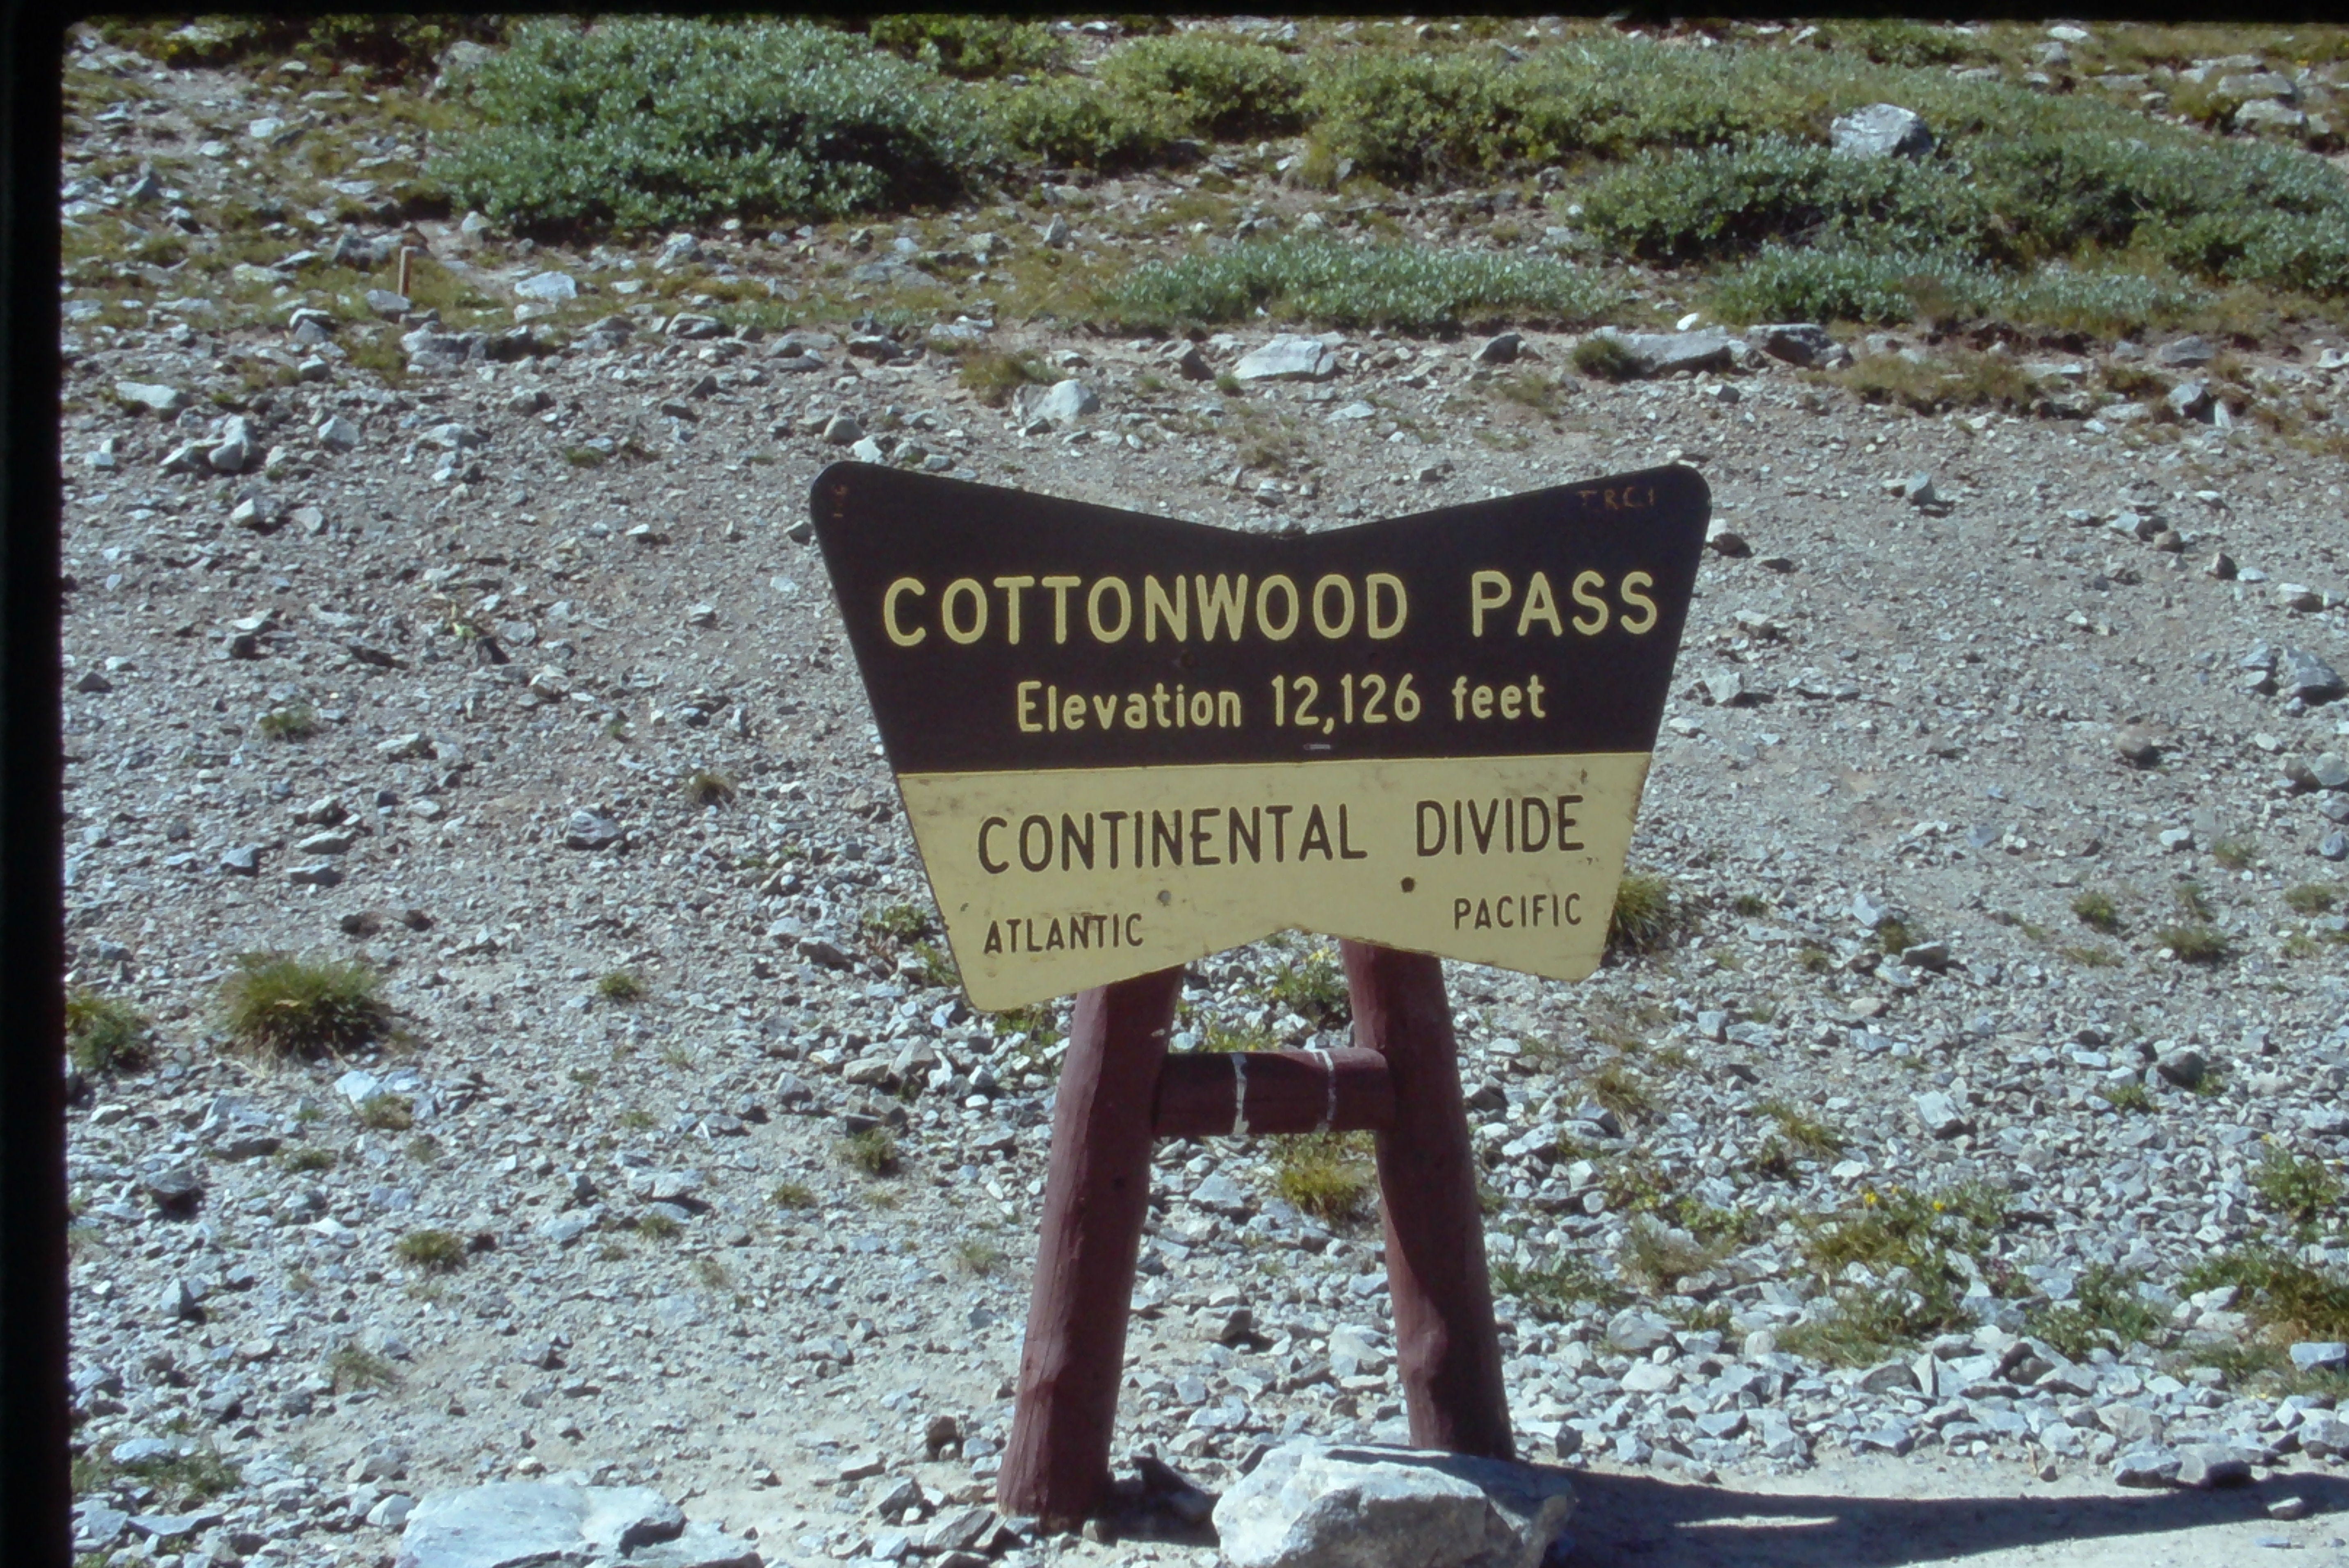 COTTONWOOD PASS
Elevation 12,126 feet
CONTINENTAL DIVIDE
ATLANTIC PACIFIC